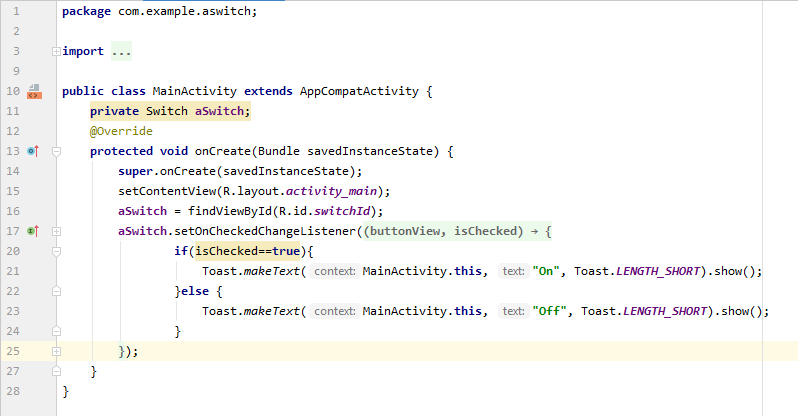 1 package com.example.aswitch;
2
3 import ...
9
10 public class MainActivity extends AppCompatActivity {
11 private Switch aSwitch;
12 @Override
13 protected void onCreate(Bundle savedInstanceState) {
14 super.onCreate(savedInstanceState);
15 setContentView(R.layout.activity_main);
16 aSwitch = findViewById(R.id.switchId);
17 aSwitch.setOnCheckedChangeListener((buttonView, isChecked) → {
20 if(isChecked==true){
21 Toast.makeText( context: MainActivity.this, text: "On", Toast.LENGTH_SHORT).show();
22 }else {
23 Toast.makeText( context: MainActivity.this, text: "Off", Toast.LENGTH_SHORT).show();
24 }
25 });
27 }
28 }